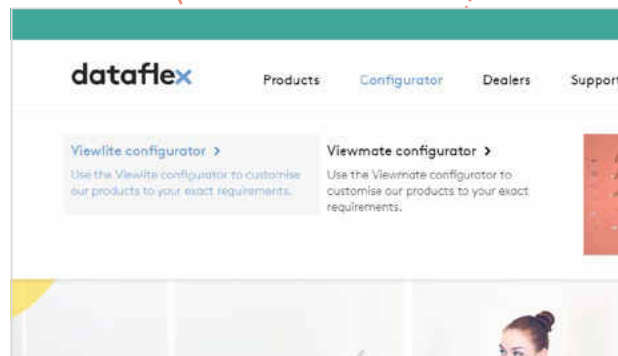 dataflex
Products Configurator Dealers Support
Viewlite configurator >
Use the Viewlite configurator to customise
our products to your exact requirements.
Viewmate configurator >
Use the Viewmate configurator to
customise our products to your exact
requirements.